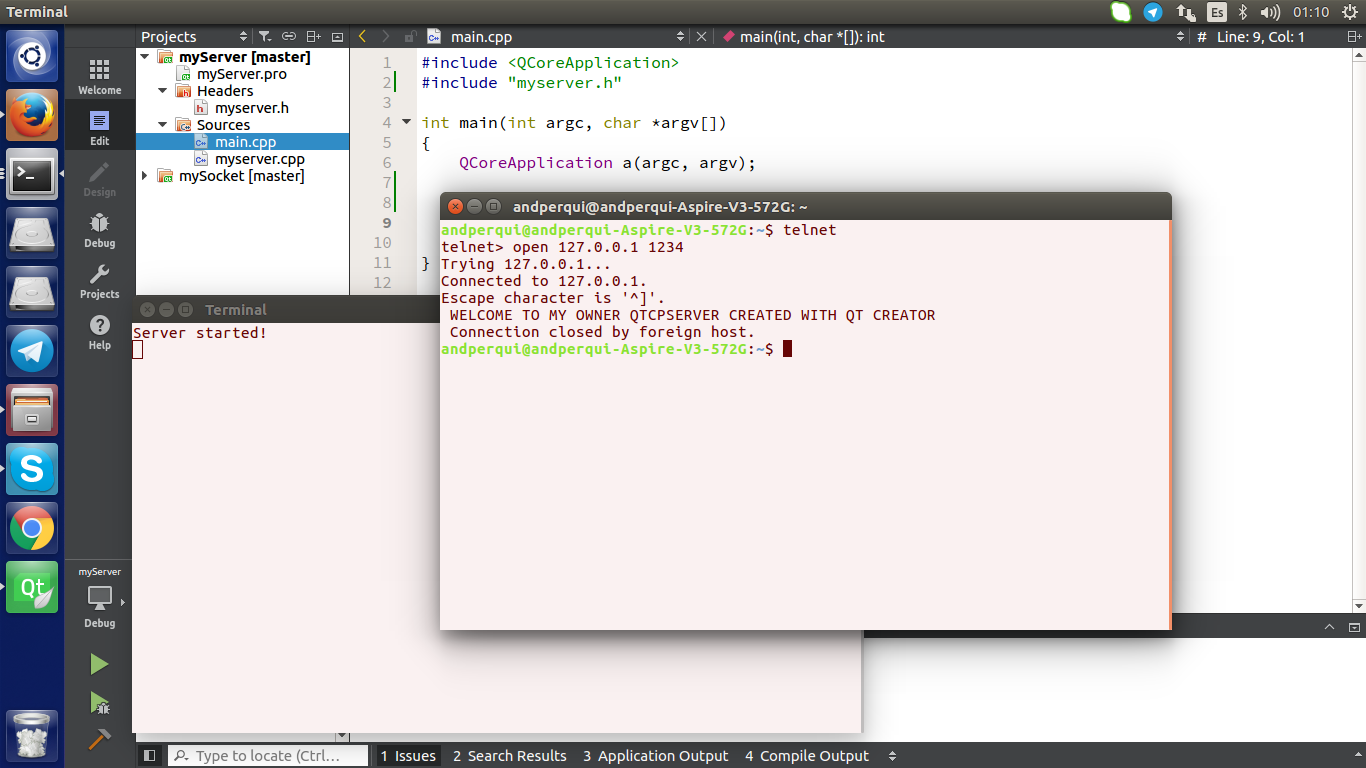 Terminal
Es
01:10
Projects
main.cpp
main(int, char *[]): int
# Line: 9, Col: 1
Welcome
Edit
Design
Debug
Projects
Help
myServer
Debug
myServer [master]
myServer.pro
Headers
myserver.h
Sources
main.cpp
myserver.cpp
mySocket [master]
1 #include <QCoreApplication>
2 #include "myserver.h"
3
4 int main(int argc, char *argv[])
5 {
6 QCoreApplication a(argc, argv);
7
8
9
10
11 }
12
Terminal
Server started!
andperqui@andperqui-Aspire-V3-572G: ~
andperqui@andperqui-Aspire-V3-572G:~$ telnet
telnet> open 127.0.0.1 1234
Trying 127.0.0.1...
Connected to 127.0.0.1.
Escape character is '^]'.
WELCOME TO MY OWNER QTCPSERVER CREATED WITH QT CREATOR
Connection closed by foreign host.
andperqui@andperqui-Aspire-V3-572G:~$
S
Qt
Type to locate (Ctrl...
1 Issues
2 Search Results
3 Application Output
4 Compile Output